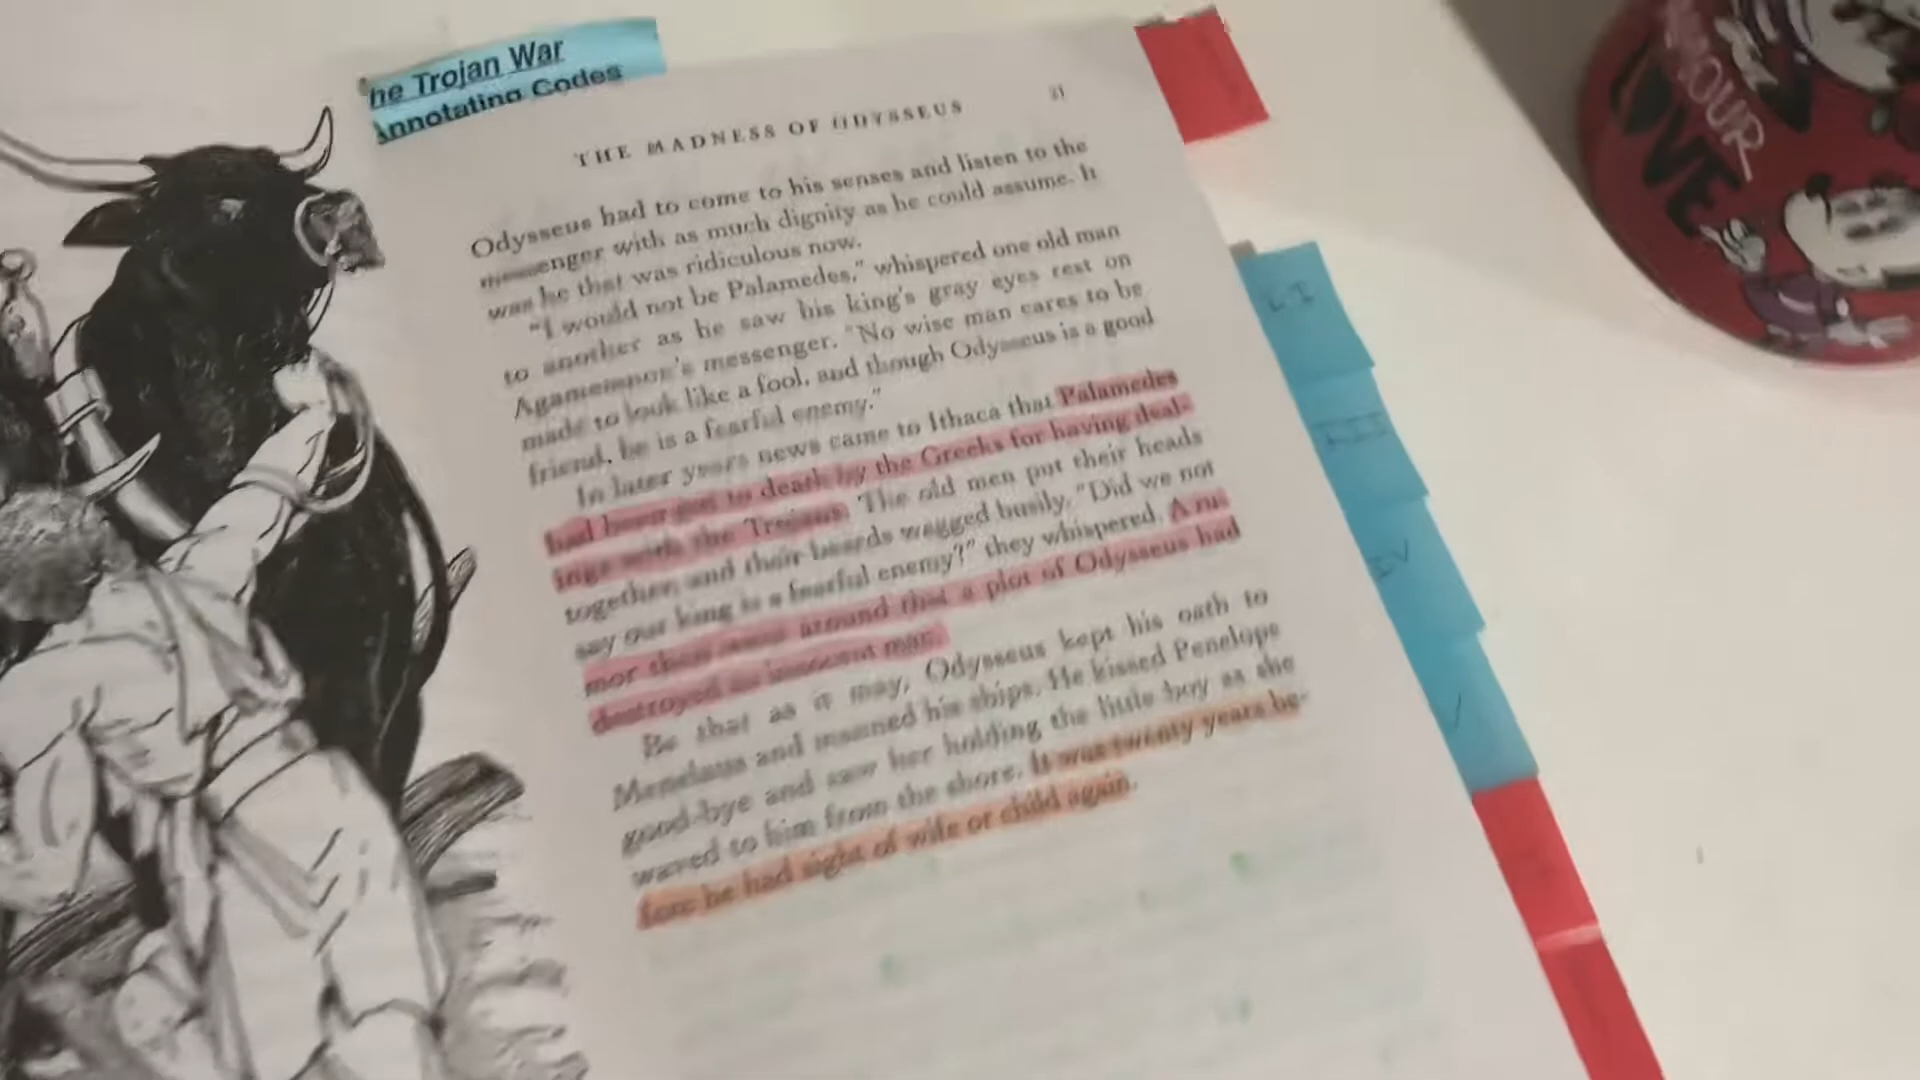 he Trojan War
Annotating Codes
THE MADNESS OF ODYSSEUS
21
Odysseus had to come to his senses and listen to the
messenger with as much dignity as he could assume. It
was he that was ridiculous now.
"I would not be Palamedes," whispered one old man
to another as he saw his king's gray eyes rest on
Agamemnon's messenger. "No wise man cares to be
made to look like a fool, and though Odysseus is a good
friend, he is a fearful enemy."
In later years news came to Ithaca that Palamedes
had been put to death by the Greeks for having deal-
ings with the Trojans. The old men put their heads
together, and their beards wagged busily. "Did we not
say our king is a fearful enemy?" they whispered. A ru-
mor then went around that a plot of Odysseus had
destroyed an innocent man.
Be that as it may, Odysseus kept his oath to
Menelaus and manned his ships. He kissed Penelope
good-bye and saw her holding the little boy as she
waved to him from the shore. It was twenty years be-
fore he had sight of wife or child again.
III
IV
AMOUR
LOVE